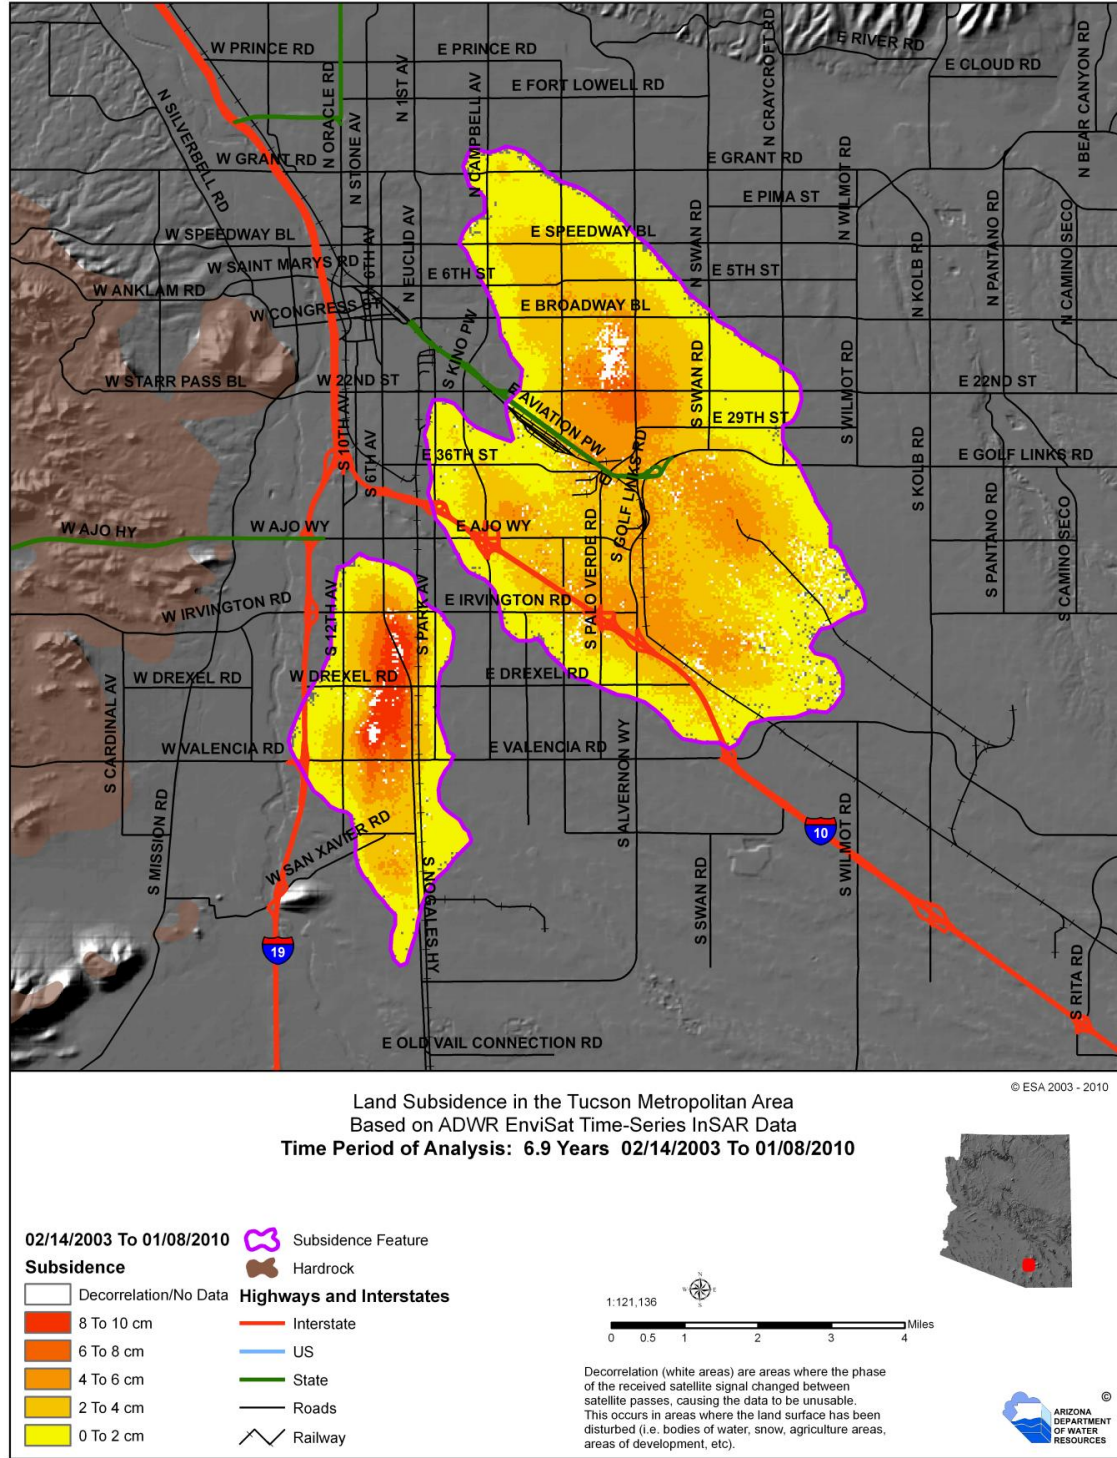 W PRINCE RD
E PRINCE RD
E RIVER RD
E CLOUD RD
E FORT LOWELL RD
N ORACLE RD
N STONE AV
N 1ST AV
N CAMPBELL AV
N CRAYCROFT RD
N BEAR CANYON RD
N SILVERBELL RD
W GRANT RD
E GRANT RD
E PIMA ST
N WILMOT RD
W SPEEDWAY BL
E SPEEDWAY BL
N EUCLID AV
N 6TH AV
N SWAN RD
N KOLB RD
N PANTANO RD
N CAMINO SECO
W SAINT MARYS RD
E 6TH ST
E 5TH ST
W ANKLAM RD
W CONGRESS ST
E BROADWAY BL
S KINO PW
W STARR PASS BL
W 22ND ST
E 22ND ST
E AVIATION PW
S SWAN RD
S WILMOT RD
E 29TH ST
S 10TH AV
S 6TH AV
E 36TH ST
S GOLF LINKS RD
E GOLF LINKS RD
S KOLB RD
S PANTANO RD
S CAMINO SECO
W AJO HY
W AJO WY
E AJO WY
S PALO VERDE RD
W IRVINGTON RD
E IRVINGTON RD
S 12TH AV
S PARK AV
W DREXEL RD
W DREXEL RD
E DREXEL RD
S CARDINAL AV
W VALENCIA RD
E VALENCIA RD
S ALVERNON WY
S MISSION RD
W SAN XAVIER RD
S NOGALES HY
S SWAN RD
10
S WILMOT RD
19
S RITA RD
E OLD VAIL CONNECTION RD
© ESA 2003 - 2010
Land Subsidence in the Tucson Metropolitan Area
Based on ADWR EnviSat Time-Series InSAR Data
Time Period of Analysis: 6.9 Years 02/14/2003 To 01/08/2010
02/14/2003 To 01/08/2010
Subsidence
Decorrelation/No Data
8 To 10 cm
6 To 8 cm
4 To 6 cm
2 To 4 cm
0 To 2 cm
Subsidence Feature
Hardrock
Highways and Interstates
Interstate
US
State
Roads
Railway
N
W E
S
1:121,136
Miles
0 0.5 1 2 3 4
Decorrelation (white areas) are areas where the phase
of the received satellite signal changed between
satellite passes, causing the data to be unusable.
This occurs in areas where the land surface has been
disturbed (i.e. bodies of water, snow, agriculture areas,
areas of development, etc).
©
ARIZONA
DEPARTMENT
OF WATER
RESOURCES